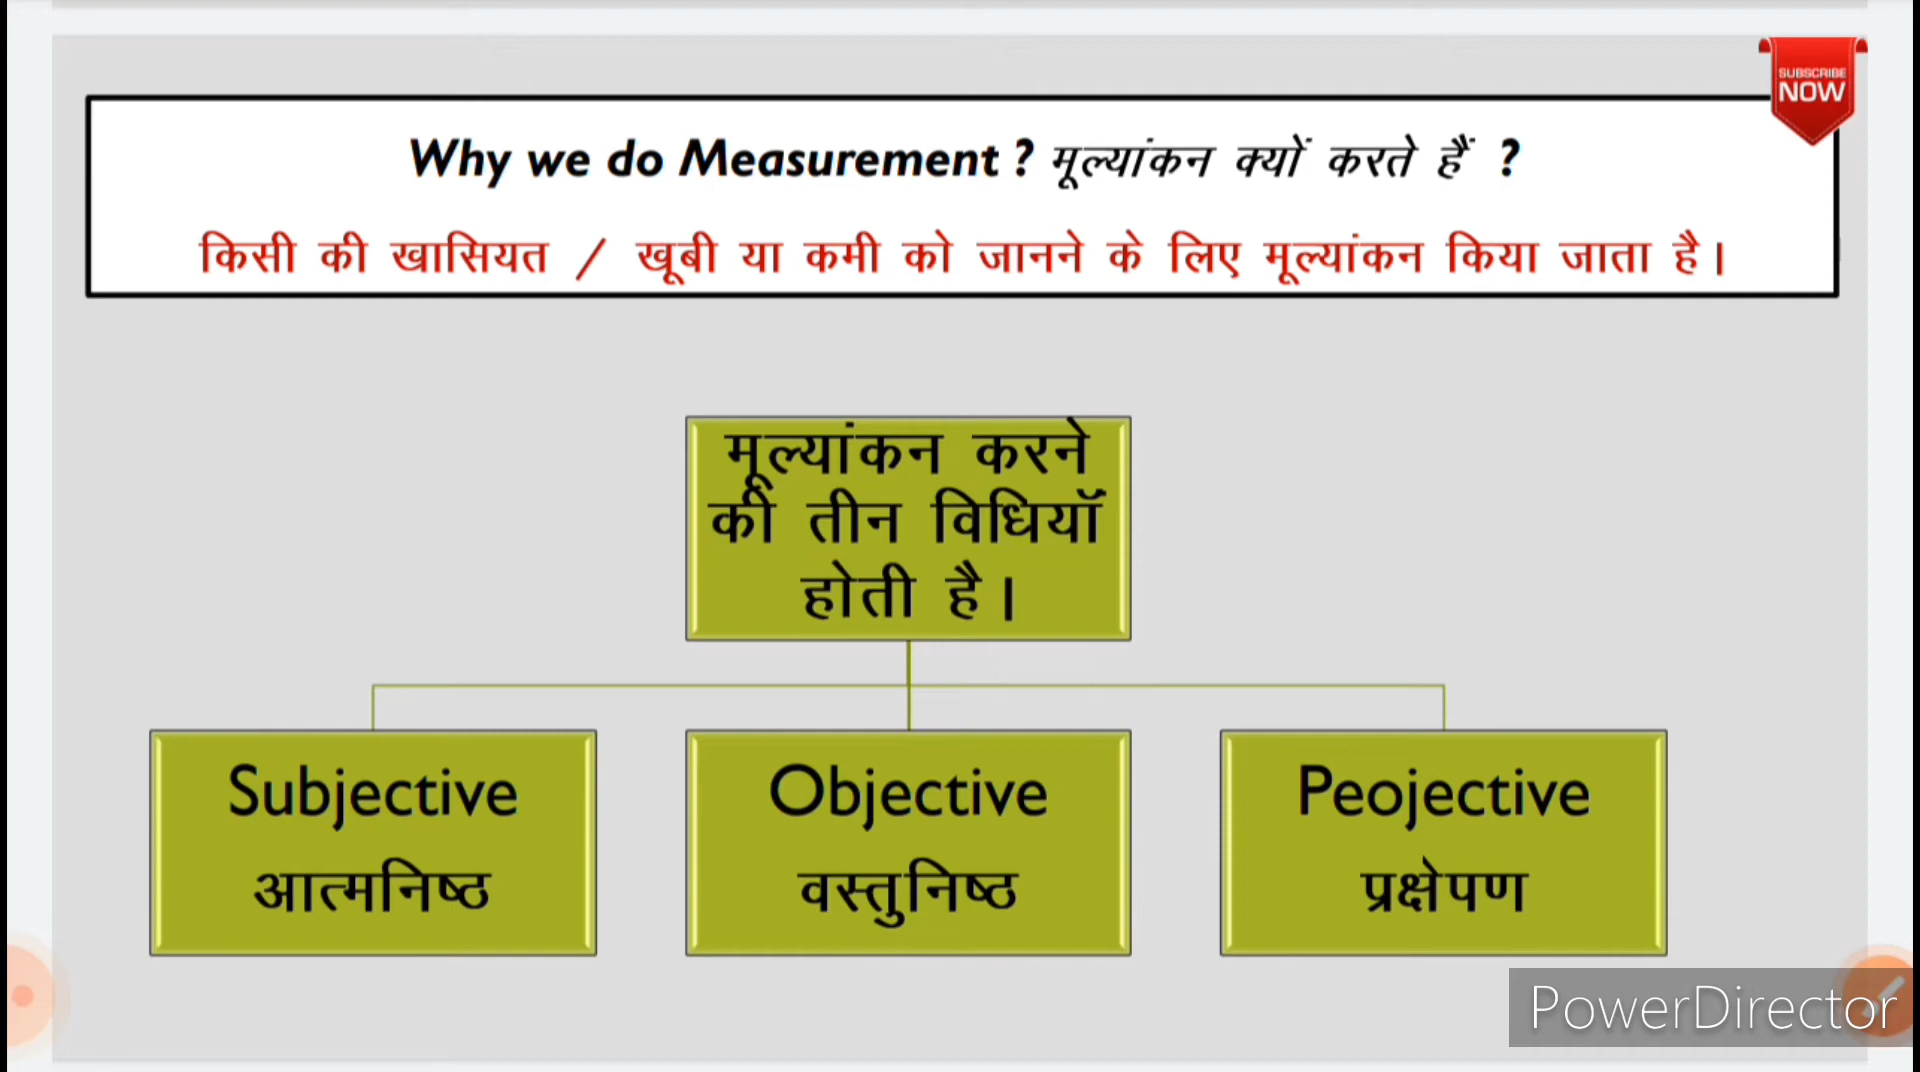 SUBSCRIBE
NOW
Why we do Measurement ? मूल्यांकन क्यों करते हैं ?
किसी की खासियत / खूबी या कमी को जानने के लिए मूल्यांकन किया जाता है।
मूल्यांकन करने
की तीन विधियॉ
होती है।
Subjective
आत्मनिष्ठ
Objective
वस्तुनिष्ठ
Peojective
प्रक्षेपण
PowerDirector